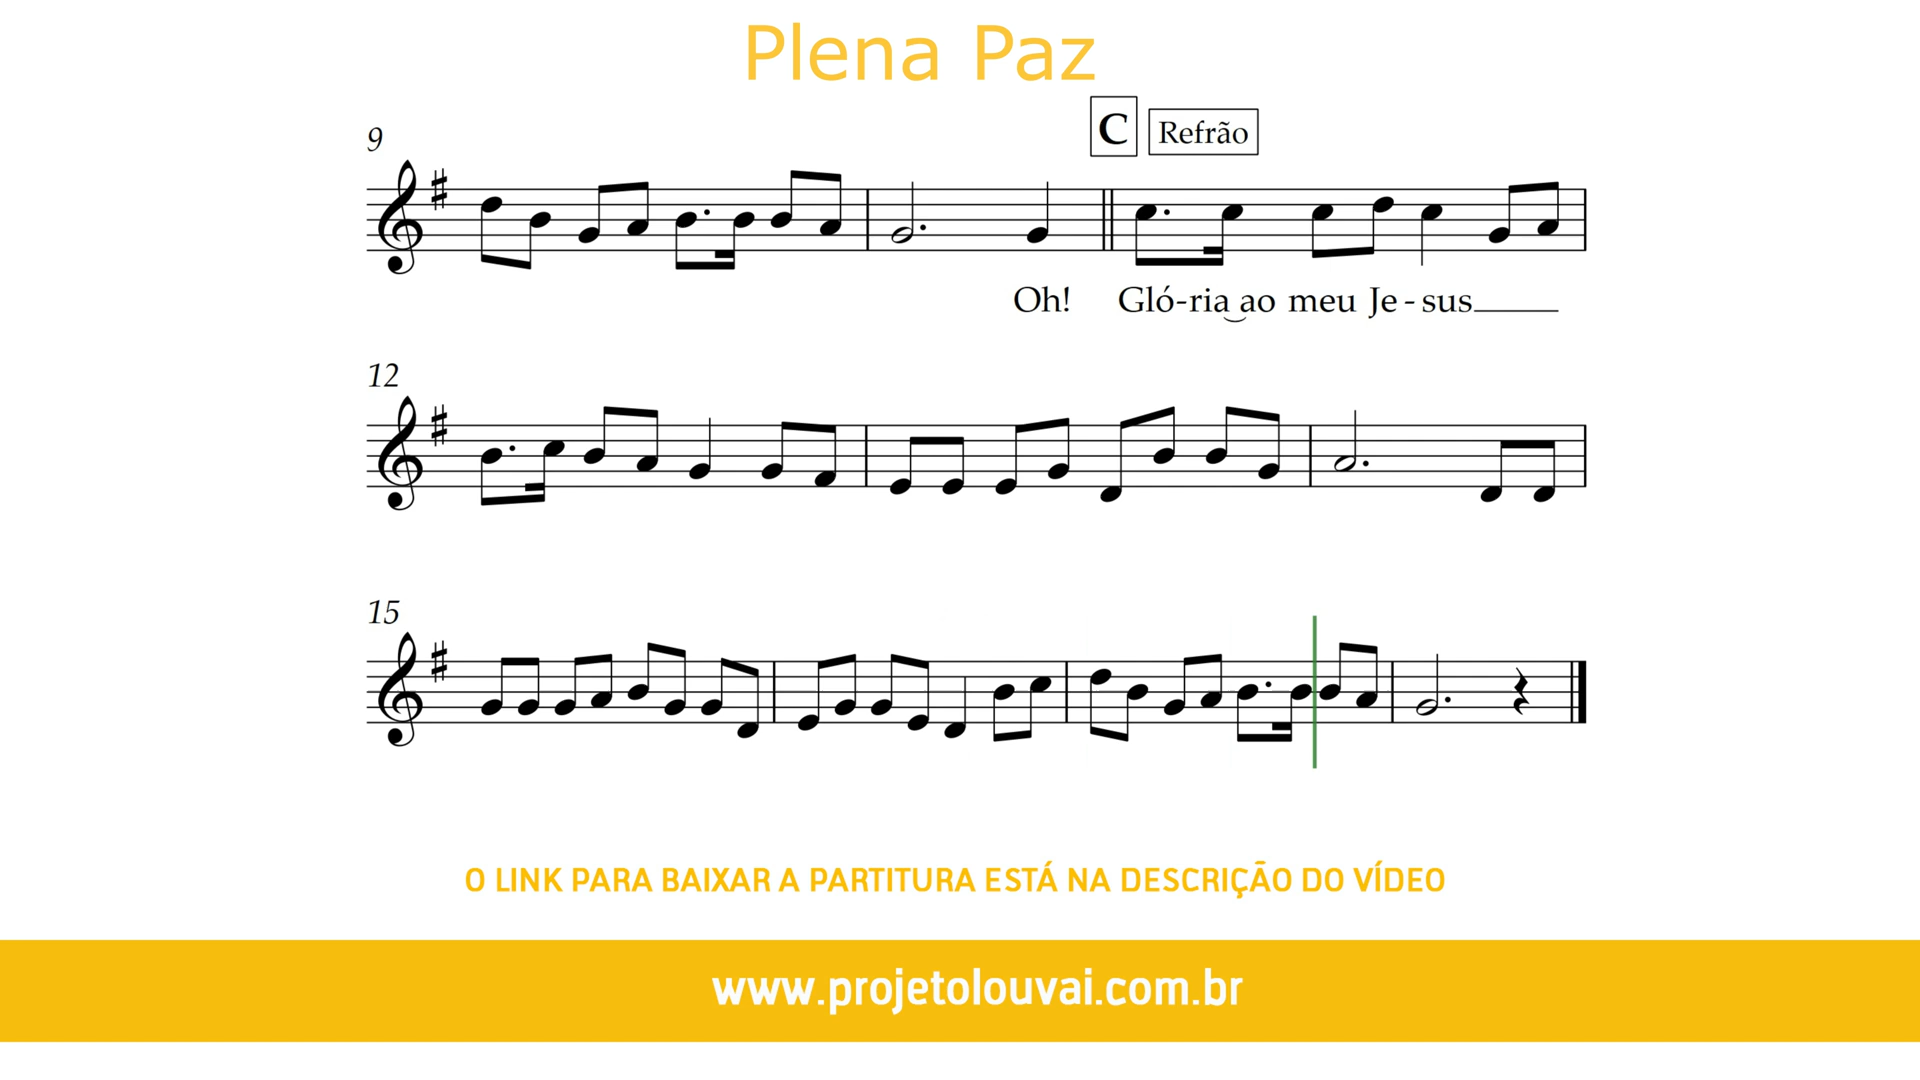 Plena Paz
C Refrão
9
Oh! Gló-ria ao meu Je-sus
12
15
O LINK PARA BAIXAR A PARTITURA ESTÁ NA DESCRIÇÃO DO VÍDEO
www.projetolouvai.com.br